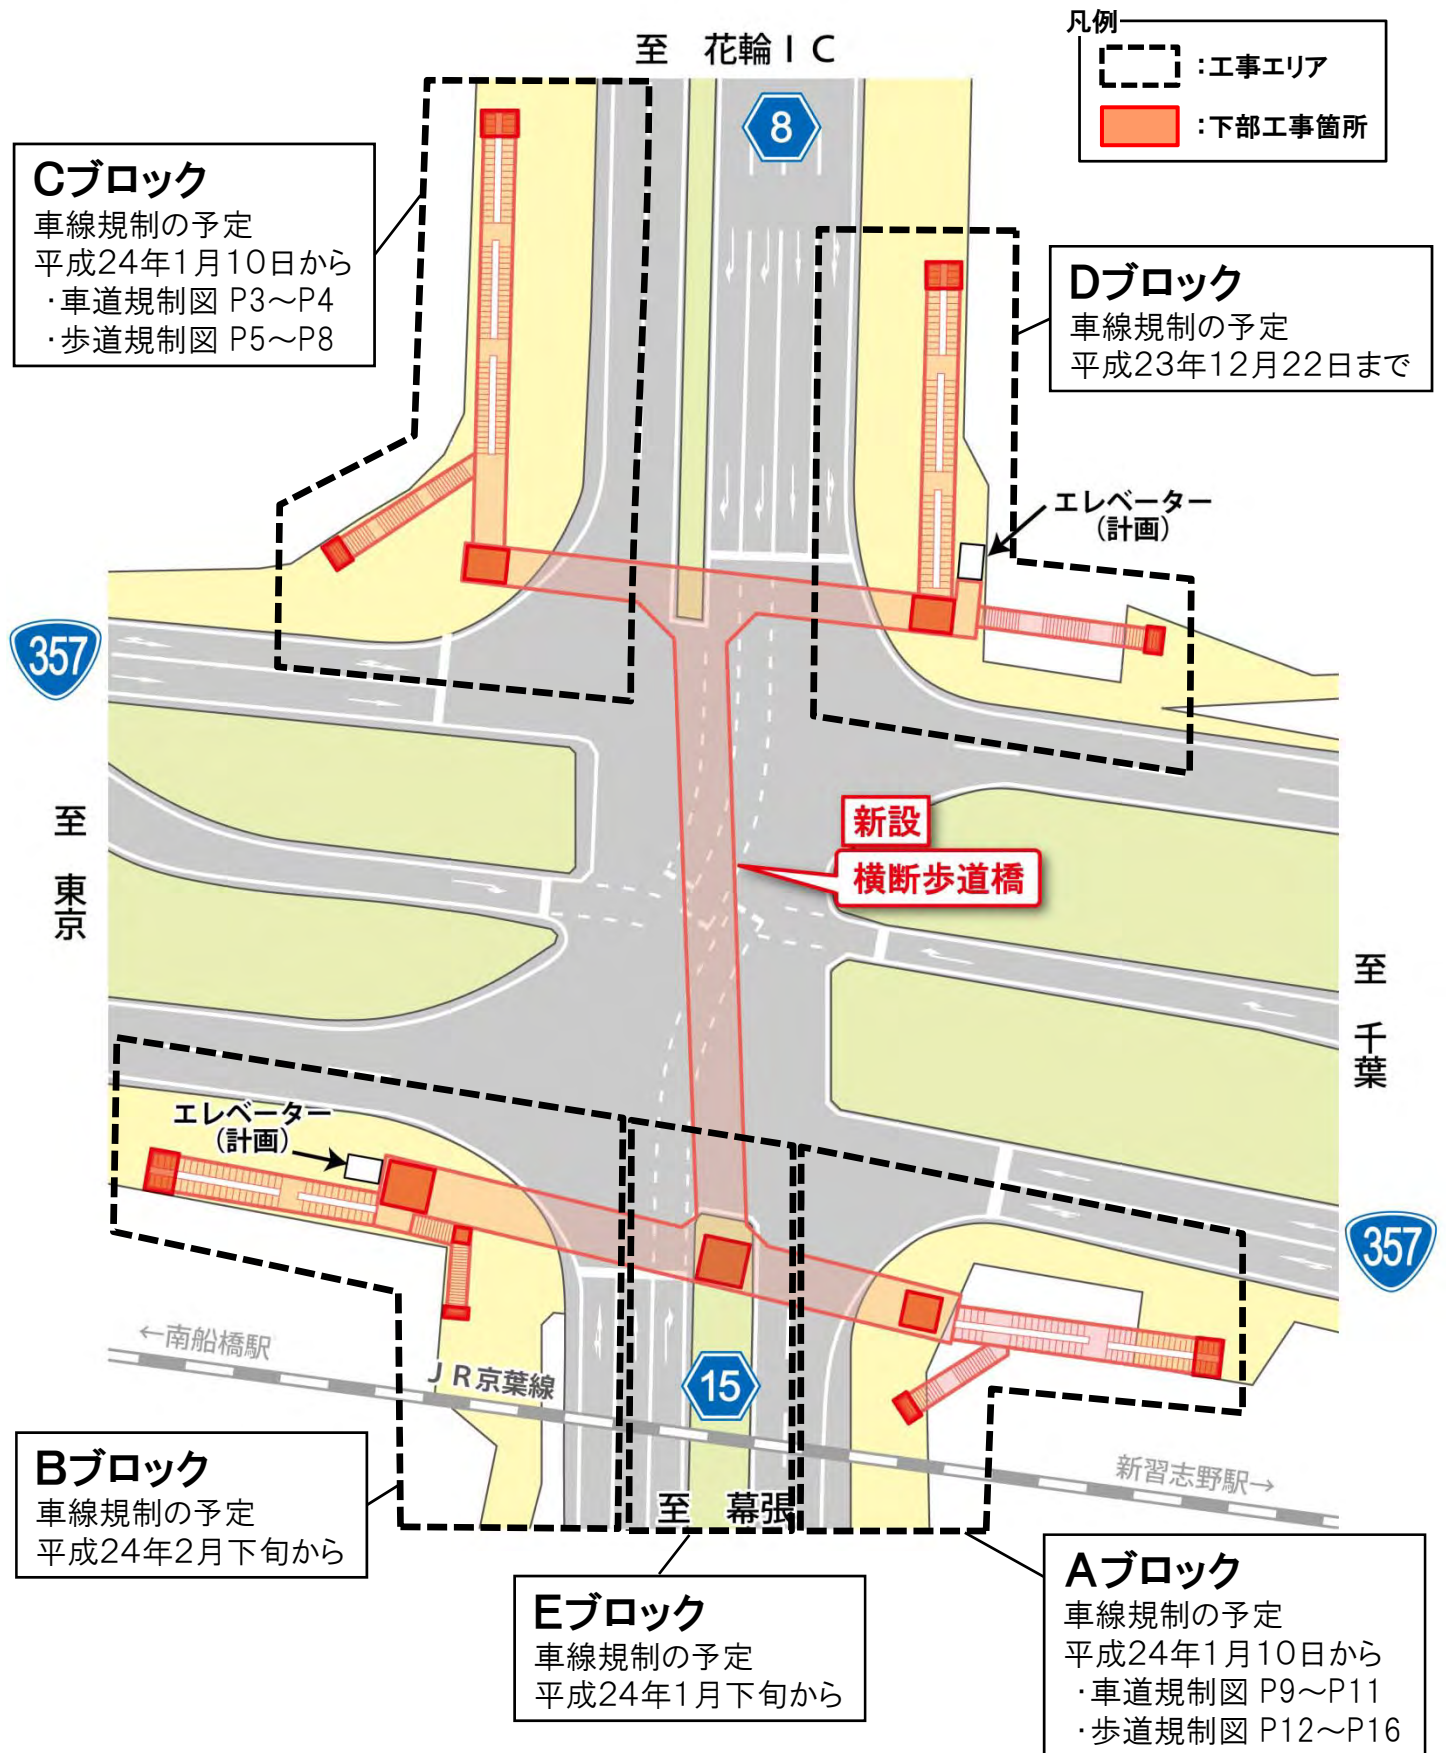 凡例
:工事エリア
:下部工事箇所
至 花輪IC
8
Cブロック
車線規制の予定
平成24年1月10日から
・車道規制図 P3～P4
・歩道規制図 P5～P8
Dブロック
車線規制の予定
平成23年12月22日まで
エレベーター
(計画)
357
至 東京
新設
横断歩道橋
至 千葉
エレベーター
(計画)
357
←南船橋駅
JR京葉線
15
新習志野駅→
至 幕張
Bブロック
車線規制の予定
平成24年2月下旬から
Eブロック
車線規制の予定
平成24年1月下旬から
Aブロック
車線規制の予定
平成24年1月10日から
・車道規制図 P9～P11
・歩道規制図 P12～P16